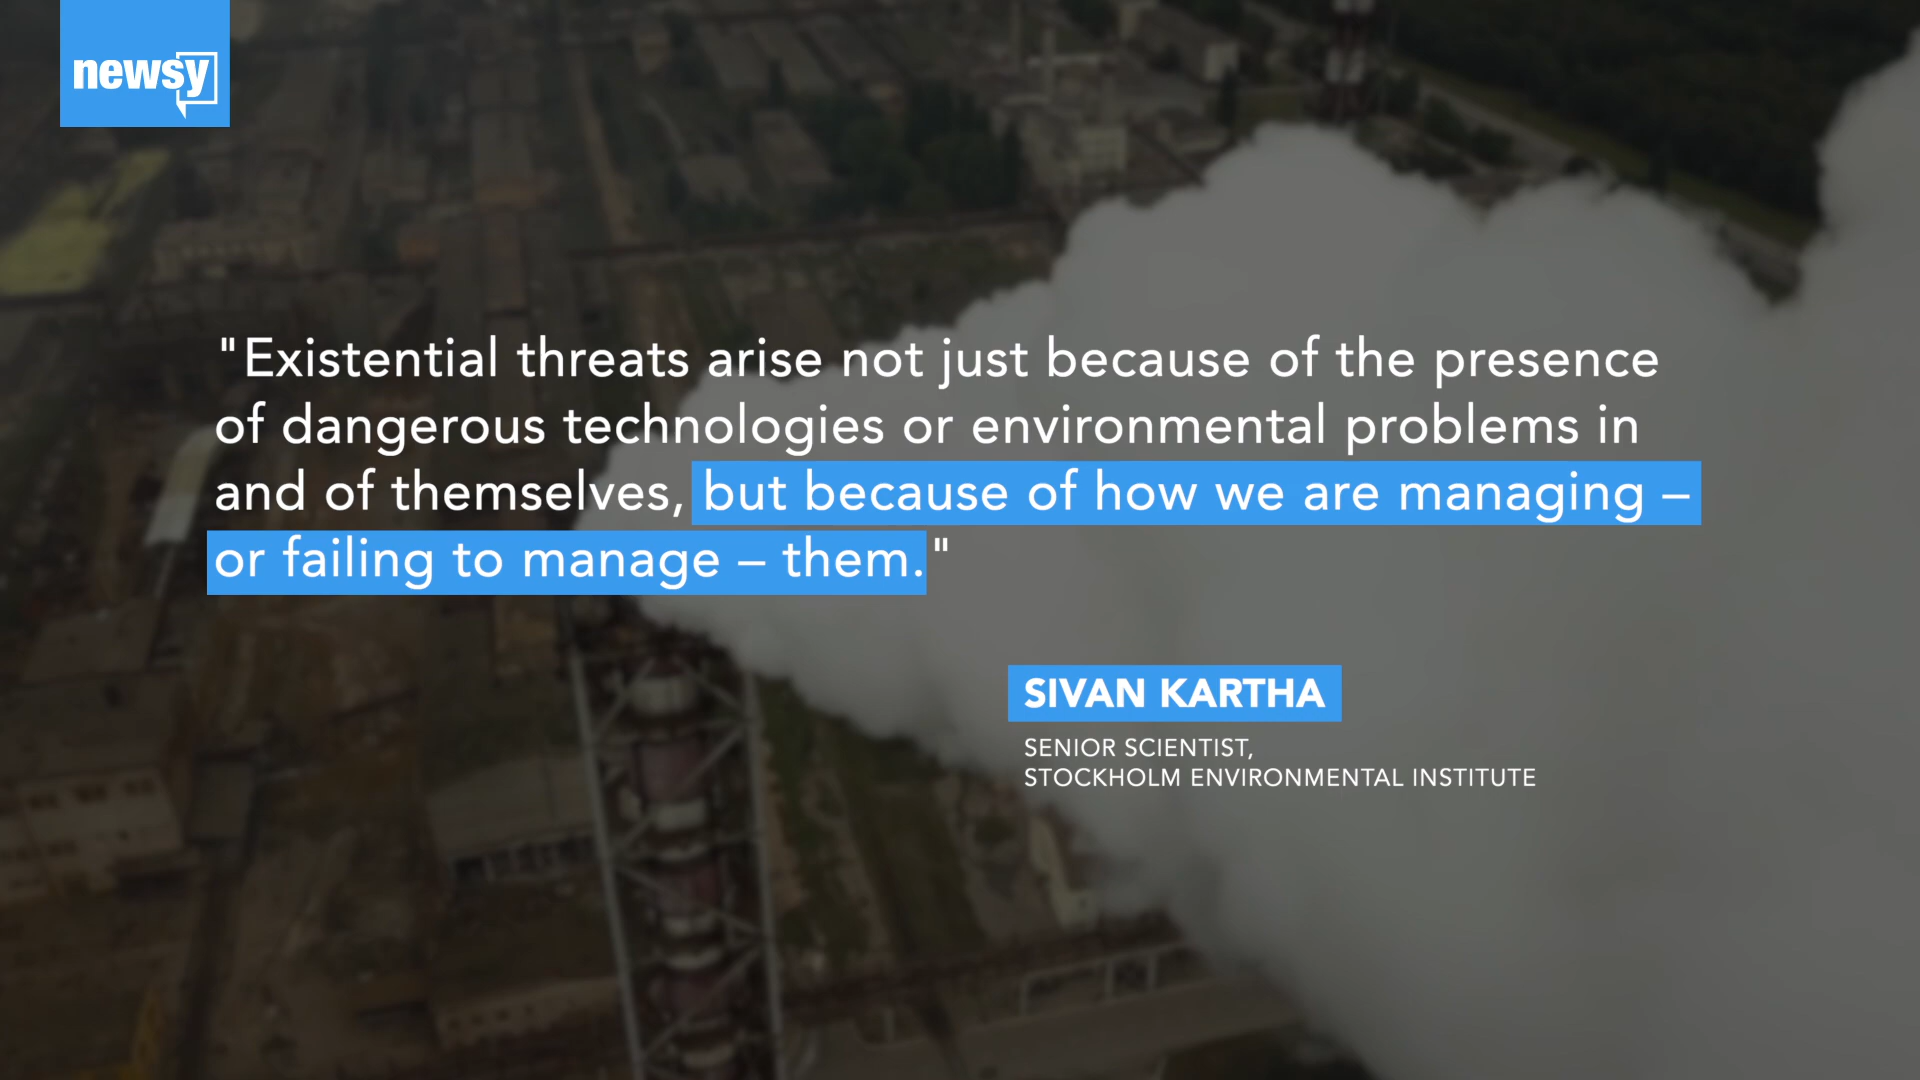 newsy
"Existential threats arise not just because of the presence
of dangerous technologies or environmental problems in
and of themselves, but because of how we are managing –
or failing to manage – them."
SIVAN KARTHA
SENIOR SCIENTIST,
STOCKHOLM ENVIRONMENTAL INSTITUTE